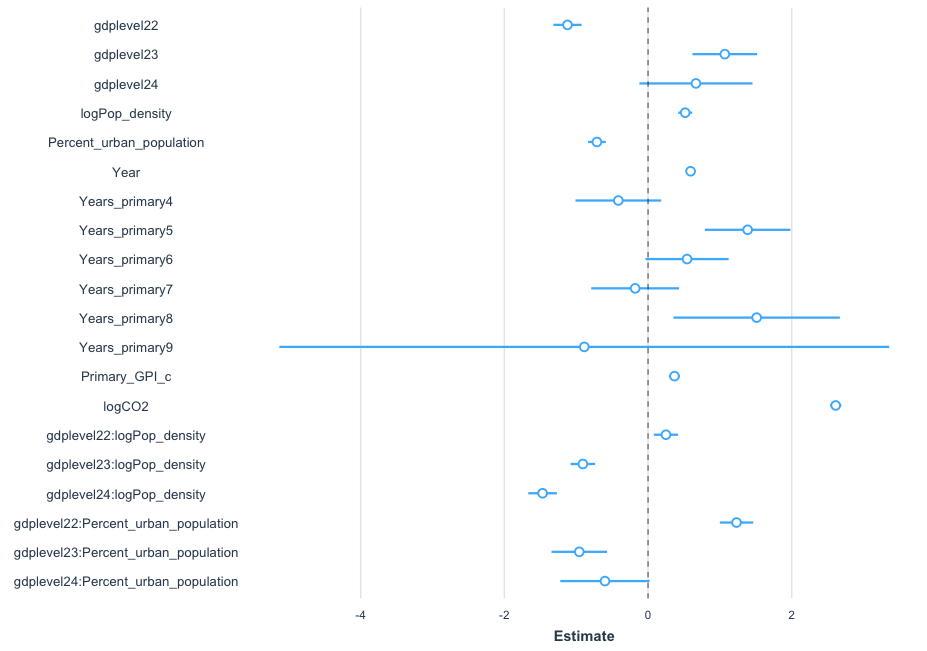 gdplevel22
gdplevel23
gdplevel24
logPop_density
Percent_urban_population
Year
Years_primary4
Years_primary5
Years_primary6
Years_primary7
Years_primary8
Years_primary9
Primary_GPI_c
logCO2
gdplevel22:logPop_density
gdplevel23:logPop_density
gdplevel24:logPop_density
gdplevel22:Percent_urban_population
gdplevel23:Percent_urban_population
gdplevel24:Percent_urban_population
-4 -2 0 2
Estimate